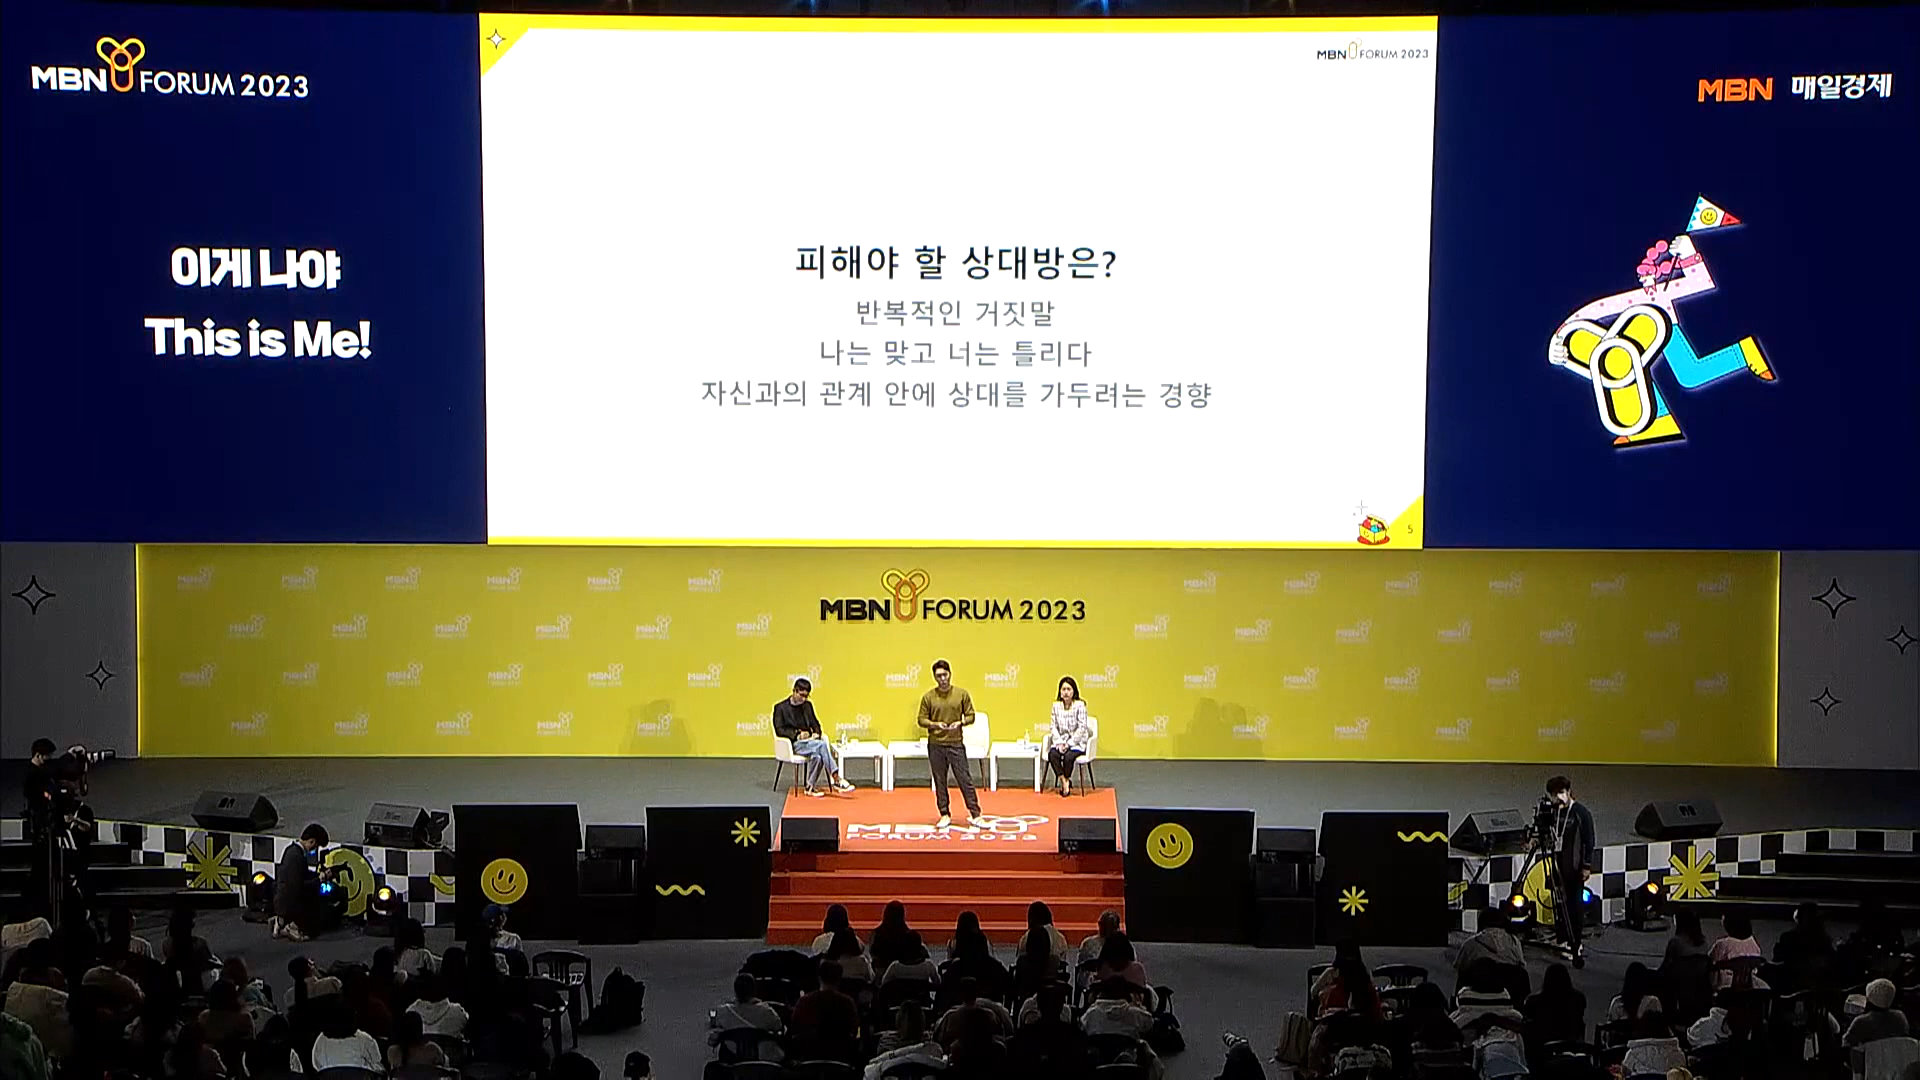 MBN FORUM 2023
이게 나야
This is Me!
MBN FORUM 2023
피해야 할 상대방은?
반복적인 거짓말
나는 맞고 너는 틀리다
자신과의 관계 안에 상대를 가두려는 경향
5
MBN 매일경제
MBN FORUM 2023
MBN
FORUM 2023